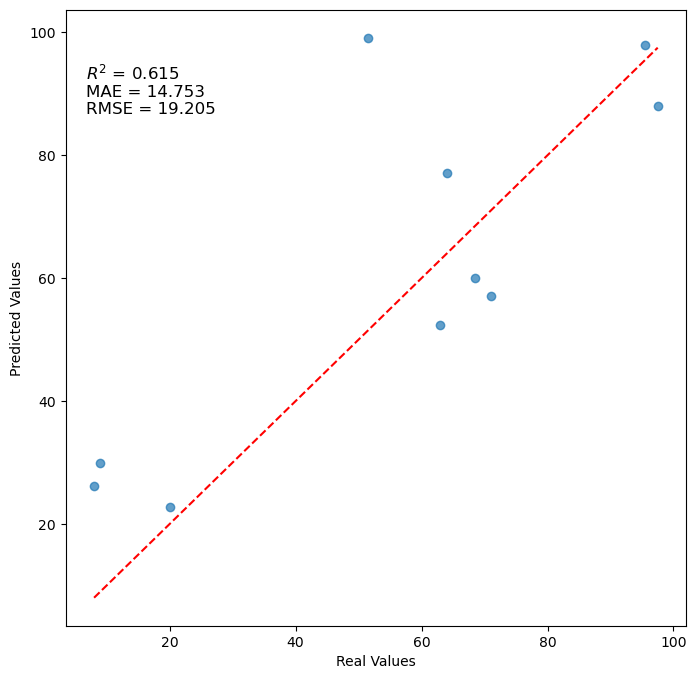 R² = 0.615
MAE = 14.753
RMSE = 19.205
100
80
60
40
20
Predicted Values
20 40 60 80 100
Real Values